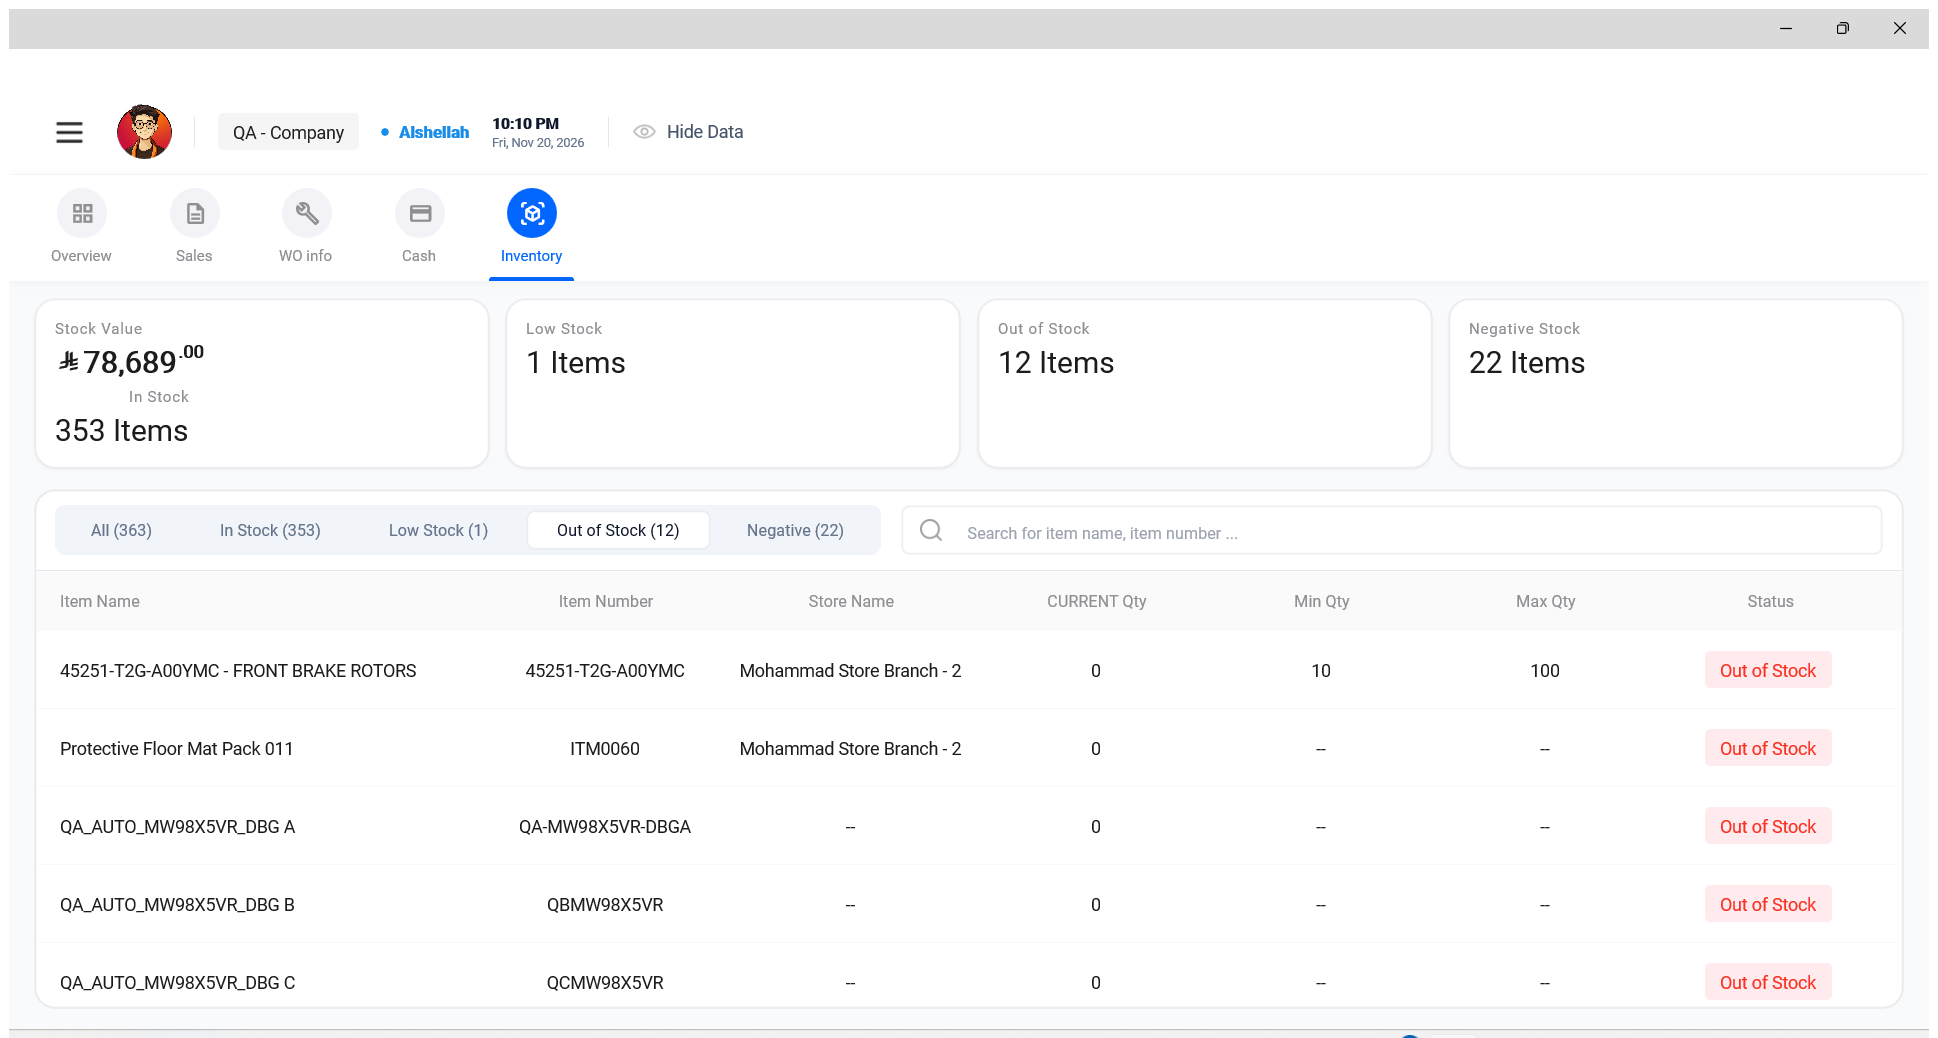 QA - Company
Alshellah
10:10 PM
Fri, Nov 20, 2026
Hide Data
Overview
Sales
WO info
Cash
Inventory
Stock Value
78,689.00
In Stock
353 Items
Low Stock
1 Items
Out of Stock
12 Items
Negative Stock
22 Items
All (363)
In Stock (353)
Low Stock (1)
Out of Stock (12)
Negative (22)
Search for item name, item number ...
Item Name Item Number Store Name CURRENT Qty Min Qty Max Qty Status
45251-T2G-A00YMC - FRONT BRAKE ROTORS 45251-T2G-A00YMC Mohammad Store Branch - 2 0 10 100 Out of Stock
Protective Floor Mat Pack 011 ITM0060 Mohammad Store Branch - 2 0 -- -- Out of Stock
QA_AUTO_MW98X5VR_DBG A QA-MW98X5VR-DBGA -- 0 -- -- Out of Stock
QA_AUTO_MW98X5VR_DBG B QBMW98X5VR -- 0 -- -- Out of Stock
QA_AUTO_MW98X5VR_DBG C QCMW98X5VR -- 0 -- -- Out of Stock